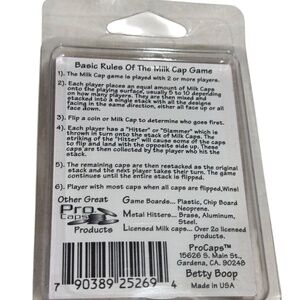 Basic Rules Of The Milk Cap Game
1). The Milk Cap game is played with 2 or more players.
2). Each player places an equal amount of Milk Caps
onto the playing surface, usually 5 to 10 depending
on how many players. They are then mixed and
stacked into a single stack with all the designs
facing in the same direction, either all face up or all
face down.
3). Flip a coin or Milk Cap to determine who goes first.
4). Each player has a "Hitter" or "Slammer" which is
thrown in turn onto the stack of Milk Caps. The
striking of the "Hitter" will cause some of the caps
to flip and land with the opposite side up. These
caps are then collected by the player who hit the
stack.
5). The remaining caps are then restacked as the original
stack and the next player takes their turn. The game
continues until the entire stack is flipped.
6). Player with most caps when all caps are flipped,Wins!
Other Great
Pro
Caps
Products
Game Boards... Plastic, Chip Board
Neoprene.
Metal Hitters... Brass, Aluminum,
Steel.
Licensed Milk caps... Over 20 licensed
products.
ProCaps™
15626 S. Main St.,
Gardena, CA. 90248
Betty Boop
Made in USA
7 90389 25269 4